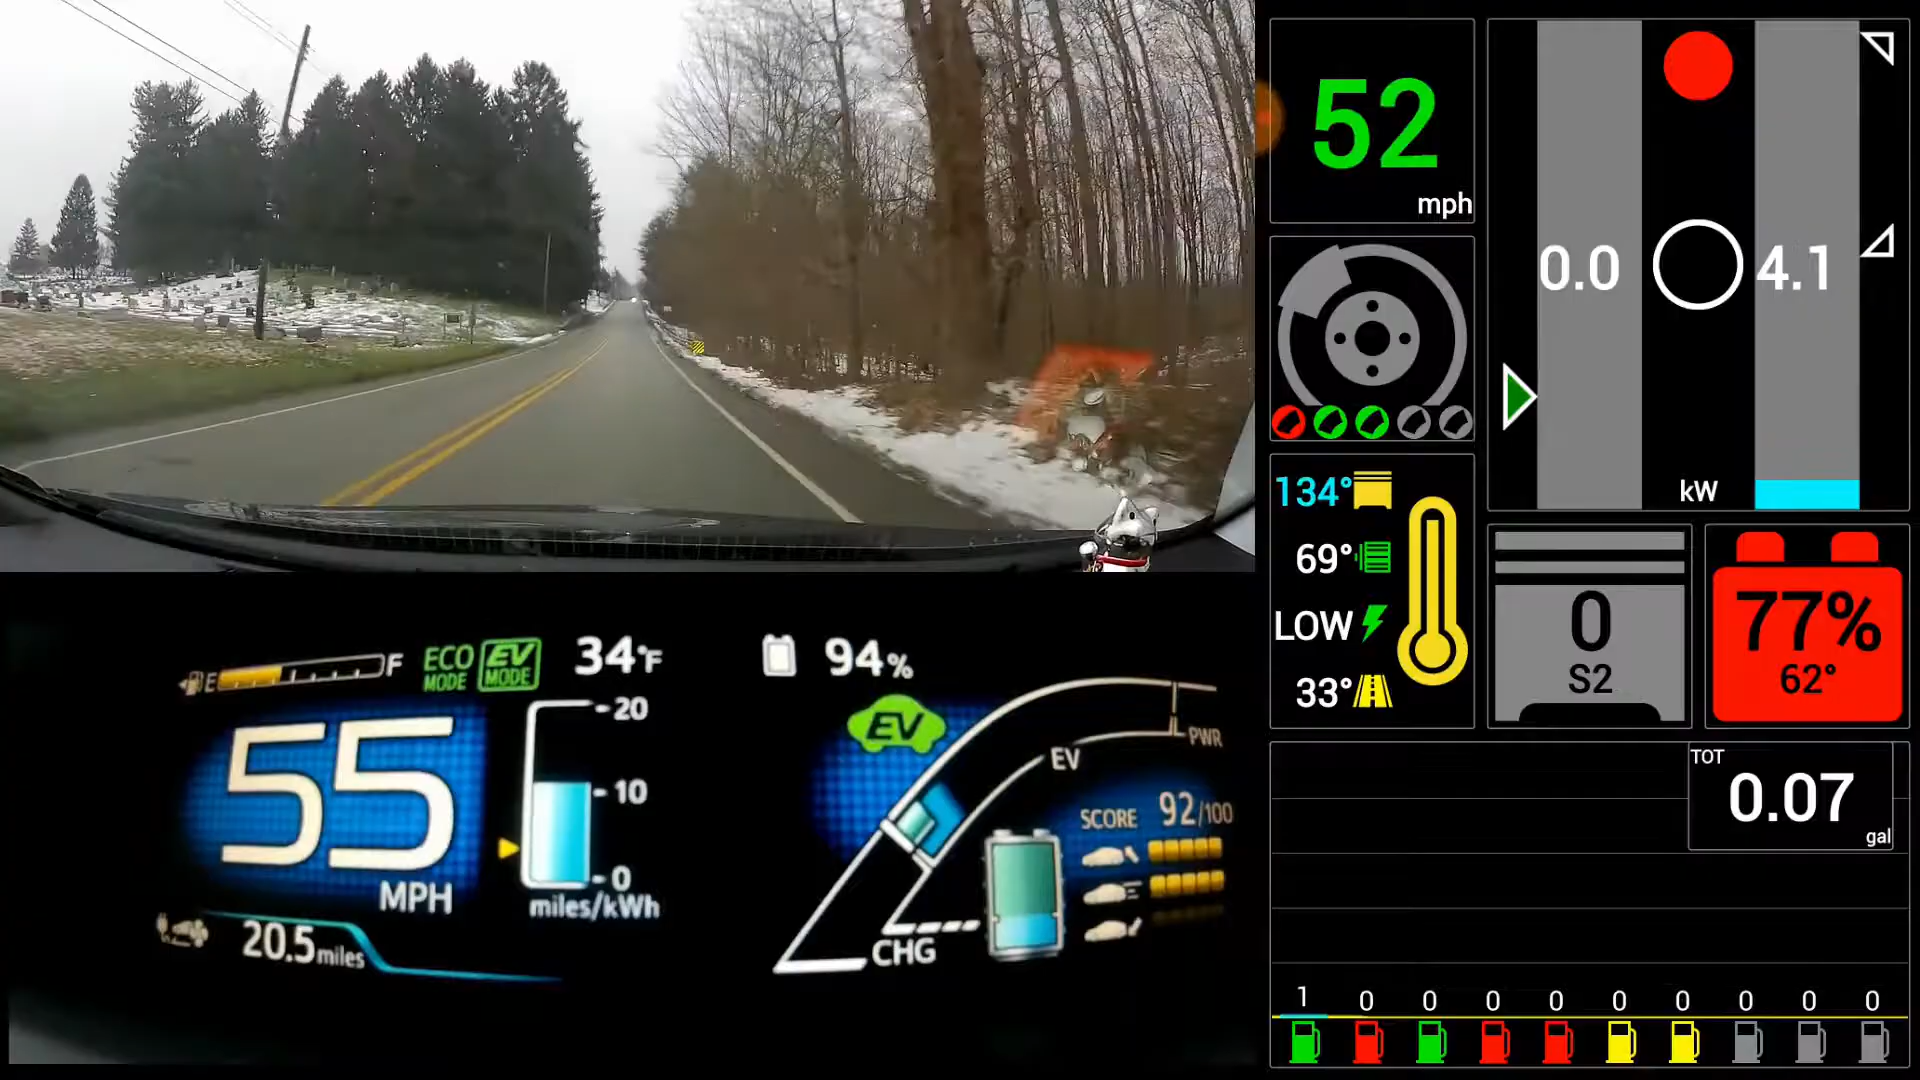 52
mph
0.0
4.1
kW
134°
69°
LOW
33°
0
S2
77%
62°
TOT
0.07
gal
1 0 0 0 0 0 0 0 0 0
E F
ECO MODE
EV MODE
34°F
94%
55
MPH
20
10
0
miles/kWh
20.5 miles
EV
EV
PWR
CHG
SCORE 92/100